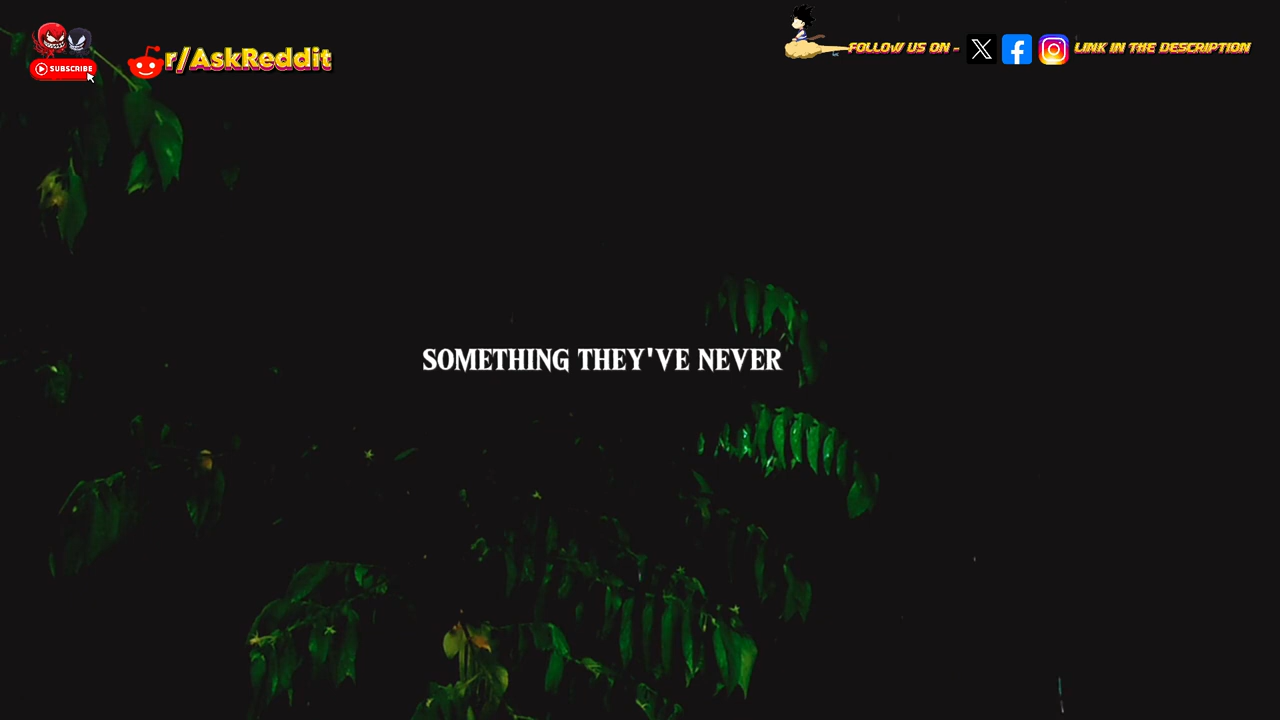 SUBSCRIBE
r/AskReddit
FOLLOW US ON -
LINK IN THE DESCRIPTION
SOMETHING THEY'VE NEVER